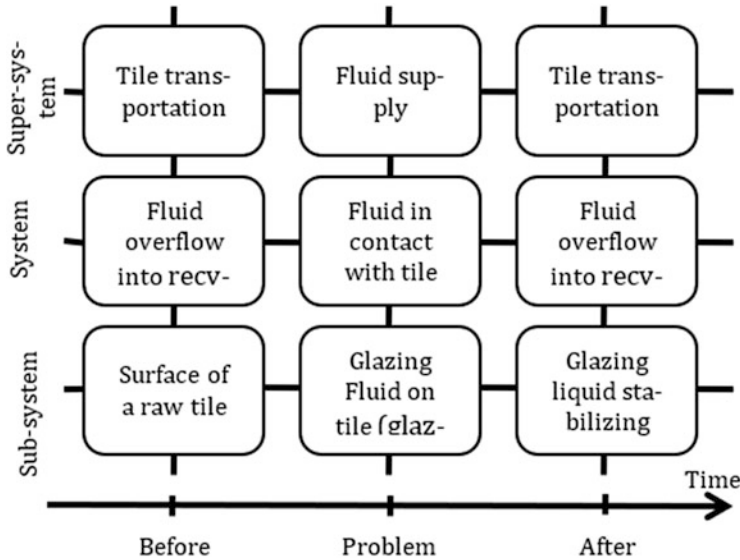 Super-sys-
tem
Tile trans-
portation
Fluid sup-
ply
Tile trans-
portation
System
Fluid
overflow
into recv-
Fluid in
contact
with tile
Fluid
overflow
into recv-
Sub-system
Surface of
a raw tile
Glazing
Fluid on
tile (glaz-
Glazing
liquid sta-
bilizing
Time
Before
Problem
After